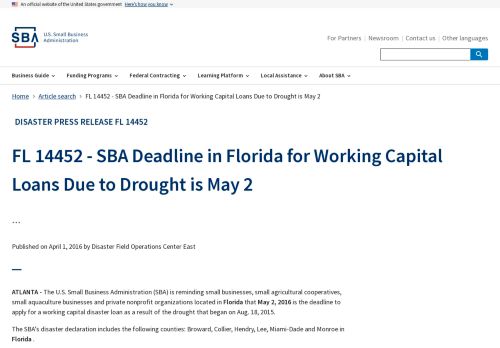 An official website of the United States government Here's how you know
SBA U.S. Small Business
Administration
For Partners Newsroom Contact us Other languages
Business Guide Funding Programs Federal Contracting Learning Platform Local Assistance About SBA
Home › Article search › FL 14452 - SBA Deadline in Florida for Working Capital Loans Due to Drought is May 2
DISASTER PRESS RELEASE FL 14452
FL 14452 - SBA Deadline in Florida for Working Capital
Loans Due to Drought is May 2
...
Published on April 1, 2016 by Disaster Field Operations Center East
ATLANTA - The U.S. Small Business Administration (SBA) is reminding small businesses, small agricultural cooperatives,
small aquaculture businesses and private nonprofit organizations located in Florida that May 2, 2016 is the deadline to
apply for a working capital disaster loan as a result of the drought that began on Aug. 18, 2015.
The SBA's disaster declaration includes the following counties: Broward, Collier, Hendry, Lee, Miami-Dade and Monroe in
Florida .